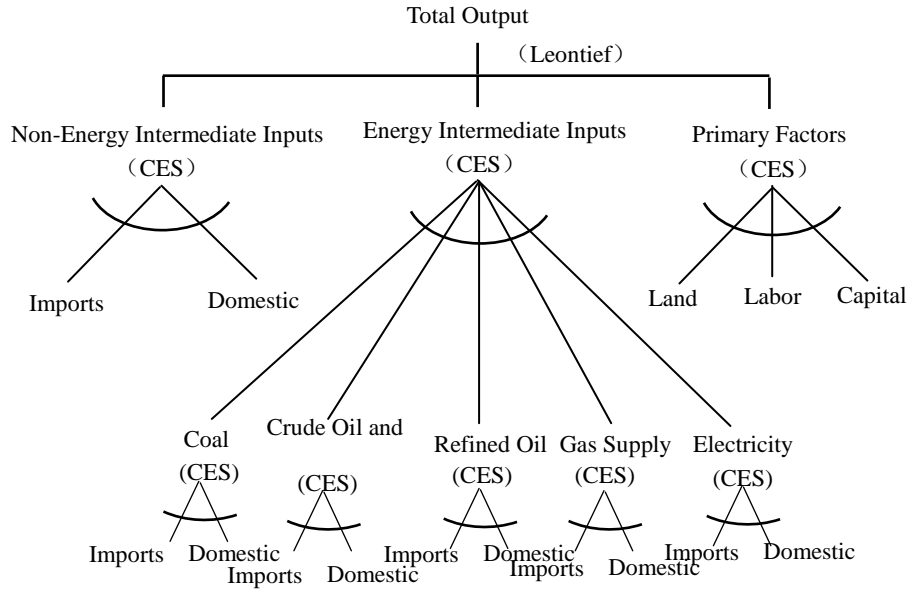 Total Output
（Leontief）
Non-Energy Intermediate Inputs
（CES）
Energy Intermediate Inputs
（CES）
Primary Factors
（CES）
Imports
Domestic
Land
Labor
Capital
Coal
(CES)
Crude Oil and
(CES)
Refined Oil
(CES)
Gas Supply
(CES)
Electricity
(CES)
Imports
Domestic
Imports
Domestic
Imports
Domestic
Imports
Domestic
Imports
Domestic